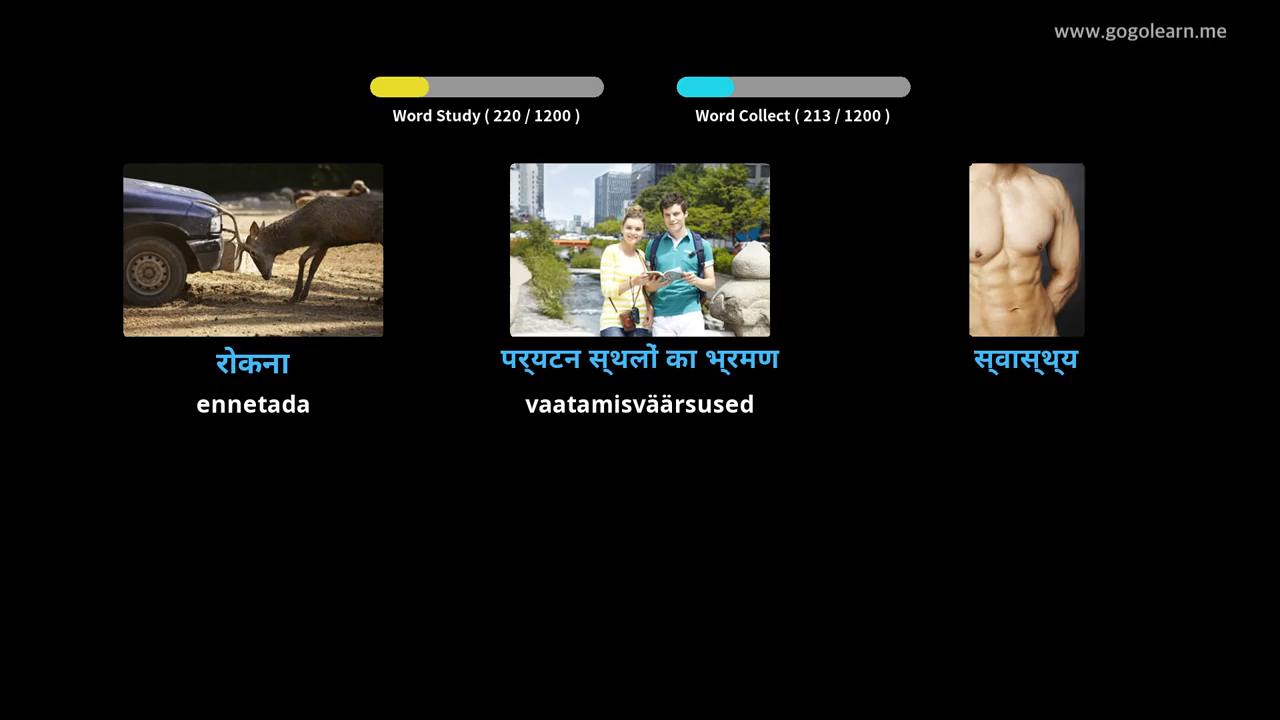 www.gogolearn.me
Word Study ( 220 / 1200 )
Word Collect ( 213 / 1200 )
रोकना
पर्यटन स्थलों का भ्रमण
स्वास्थ्य
ennetada
vaatamisväärsused